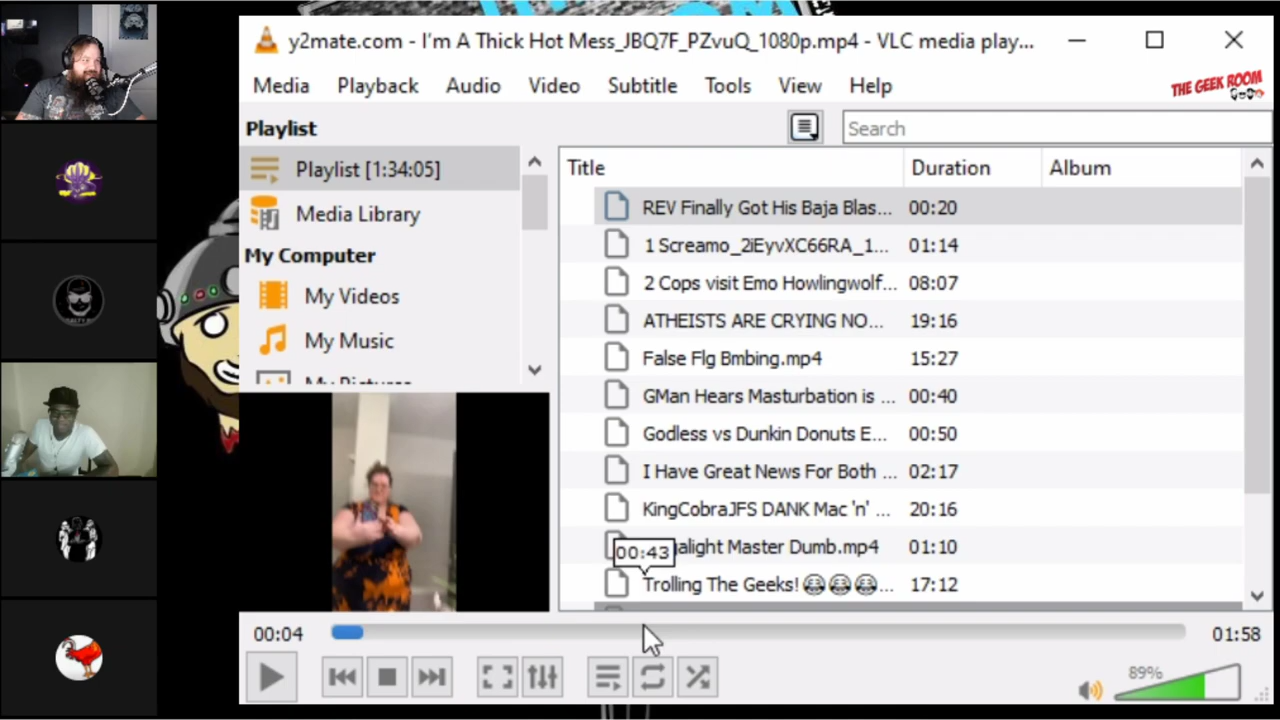 y2mate.com - I'm A Thick Hot Mess_JBQ7F_PZvuQ_1080p.mp4 - VLC media play...
Media Playback Audio Video Subtitle Tools View Help
THE GEEK ROOM
Playlist
Search
Playlist [1:34:05]
Media Library
My Computer
My Videos
My Music
My Pictures
Title Duration Album
REV Finally Got His Baja Blas... 00:20
1 Screamo_2iEyvXC66RA_1... 01:14
2 Cops visit Emo Howlingwolf... 08:07
ATHEISTS ARE CRYING NO... 19:16
False Flg Bmbing.mp4 15:27
GMan Hears Masturbation is ... 00:40
Godless vs Dunkin Donuts E... 00:50
I Have Great News For Both ... 02:17
KingCobraJFS DANK Mac 'n' ... 20:16
alight Master Dumb.mp4 01:10
00:43
Trolling The Geeks! 😂😂😂... 17:12
00:04
01:58
89%